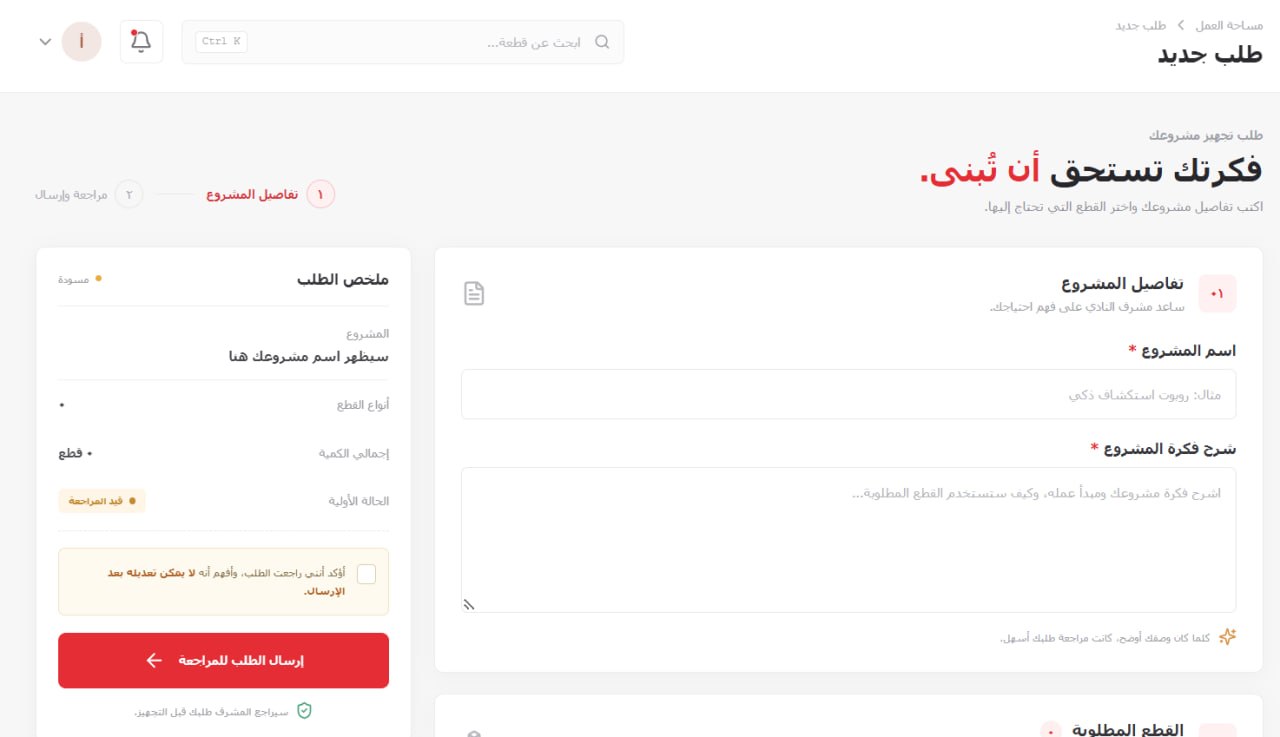 مساحة العمل
طلب جديد
طلب جديد
ابحث عن قطعة...
Ctrl K
أ
طلب تجهيز مشروعك
فكرتك تستحق أن تُبنى.
اكتب تفاصيل مشروعك واختر القطع التي تحتاج إليها.
١ تفاصيل المشروع
٢ مراجعة وإرسال
٠١
تفاصيل المشروع
ساعد مشرف النادي على فهم احتياجك.
اسم المشروع *
مثال: روبوت استكشاف ذكي
شرح فكرة المشروع *
اشرح فكرة مشروعك ومبدأ عمله، وكيف ستستخدم القطع المطلوبة...
كلما كان وصفك أوضح، كانت مراجعة طلبك أسهل.
القطع المطلوبة ٠
ملخص الطلب
مسودة
المشروع
سيظهر اسم مشروعك هنا
أنواع القطع ٠
إجمالي الكمية ٠ قطع
الحالة الأولية قيد المراجعة
أؤكد أنني راجعت الطلب، وأفهم أنه لا يمكن تعديله بعد
الإرسال.
إرسال الطلب للمراجعة
سيراجع المشرف طلبك قبل التجهيز.